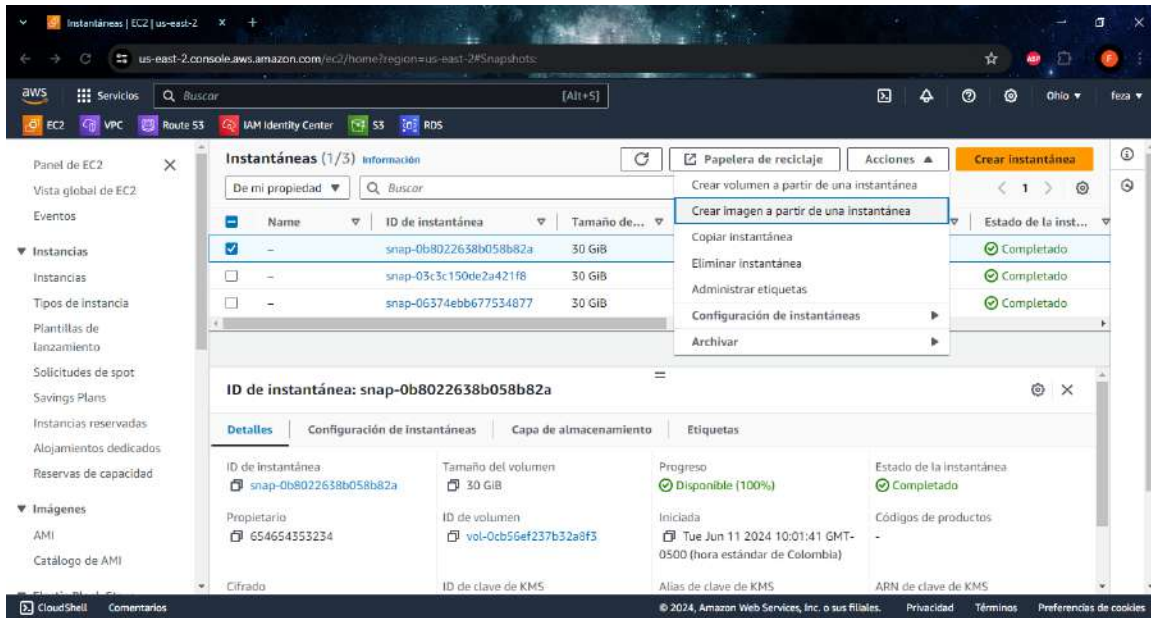 Instantáneas | EC2 | us-east-2
us-east-2.console.aws.amazon.com/ec2/home?region=us-east-2#Snapshots:
aws Servicios Buscar [Alt+S] Ohio feza
EC2 VPC Route 53 IAM Identity Center S3 RDS
Panel de EC2
Vista global de EC2
Eventos
Instancias
Instancias
Tipos de instancia
Plantillas de
lanzamiento
Solicitudes de spot
Savings Plans
Instancias reservadas
Alojamientos dedicados
Reservas de capacidad
Imágenes
AMI
Catálogo de AMI
Instantáneas (1/3) Información
Papelera de reciclaje Acciones Crear instantánea
De mi propiedad Buscar 1
Name ID de instantánea Tamaño de... Estado de la inst...
– snap-0b8022638b058b82a 30 GiB Completado
– snap-03c3c150de2a421f8 30 GiB Completado
– snap-06374ebb677534877 30 GiB Completado
Crear volumen a partir de una instantánea
Crear imagen a partir de una instantánea
Copiar instantánea
Eliminar instantánea
Administrar etiquetas
Configuración de instantáneas
Archivar
ID de instantánea: snap-0b8022638b058b82a
Detalles Configuración de instantáneas Capa de almacenamiento Etiquetas
ID de instantánea
snap-0b8022638b058b82a
Tamaño del volumen
30 GiB
Progreso
Disponible (100%)
Estado de la instantánea
Completado
Propietario
654654353234
ID de volumen
vol-0cb56ef237b32a8f3
Iniciada
Tue Jun 11 2024 10:01:41 GMT-
0500 (hora estándar de Colombia)
Códigos de productos
-
Cifrado ID de clave de KMS Alias de clave de KMS ARN de clave de KMS
CloudShell Comentarios © 2024, Amazon Web Services, Inc. o sus filiales. Privacidad Términos Preferencias de cookies